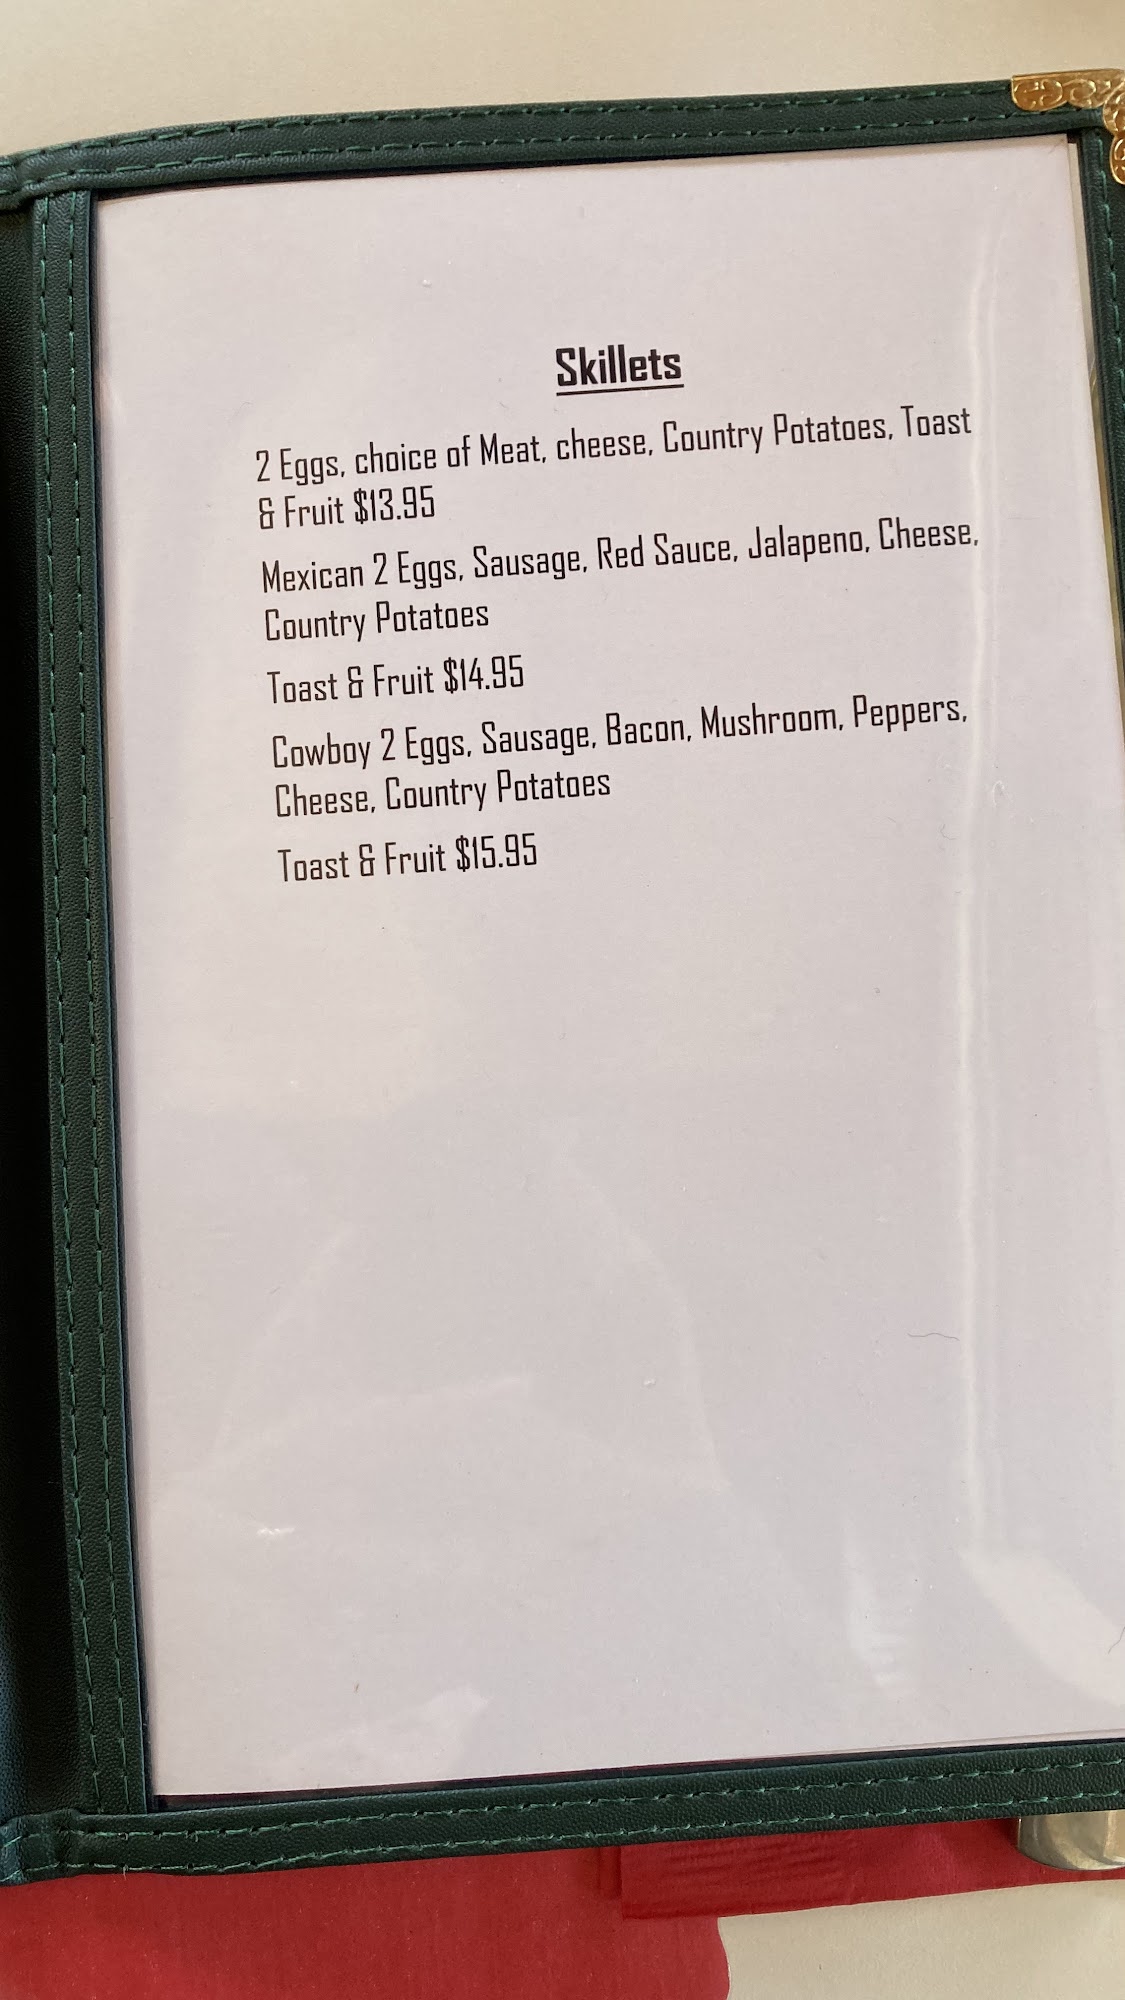 Skillets
2 Eggs, choice of Meat, cheese, Country Potatoes, Toast
& Fruit $13.95
Mexican 2 Eggs, Sausage, Red Sauce, Jalapeno, Cheese,
Country Potatoes
Toast & Fruit $14.95
Cowboy 2 Eggs, Sausage, Bacon, Mushroom, Peppers,
Cheese, Country Potatoes
Toast & Fruit $15.95